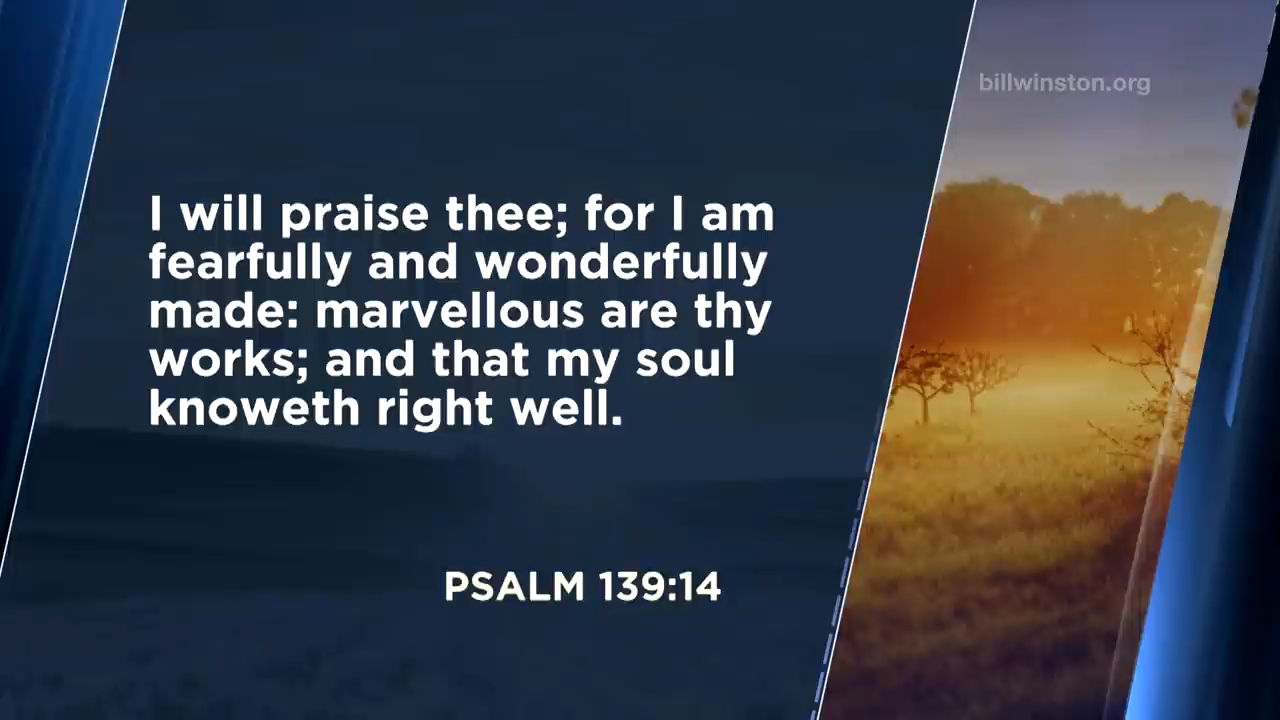 billwinston.org
I will praise thee; for I am
fearfully and wonderfully
made: marvellous are thy
works; and that my soul
knoweth right well.
PSALM 139:14